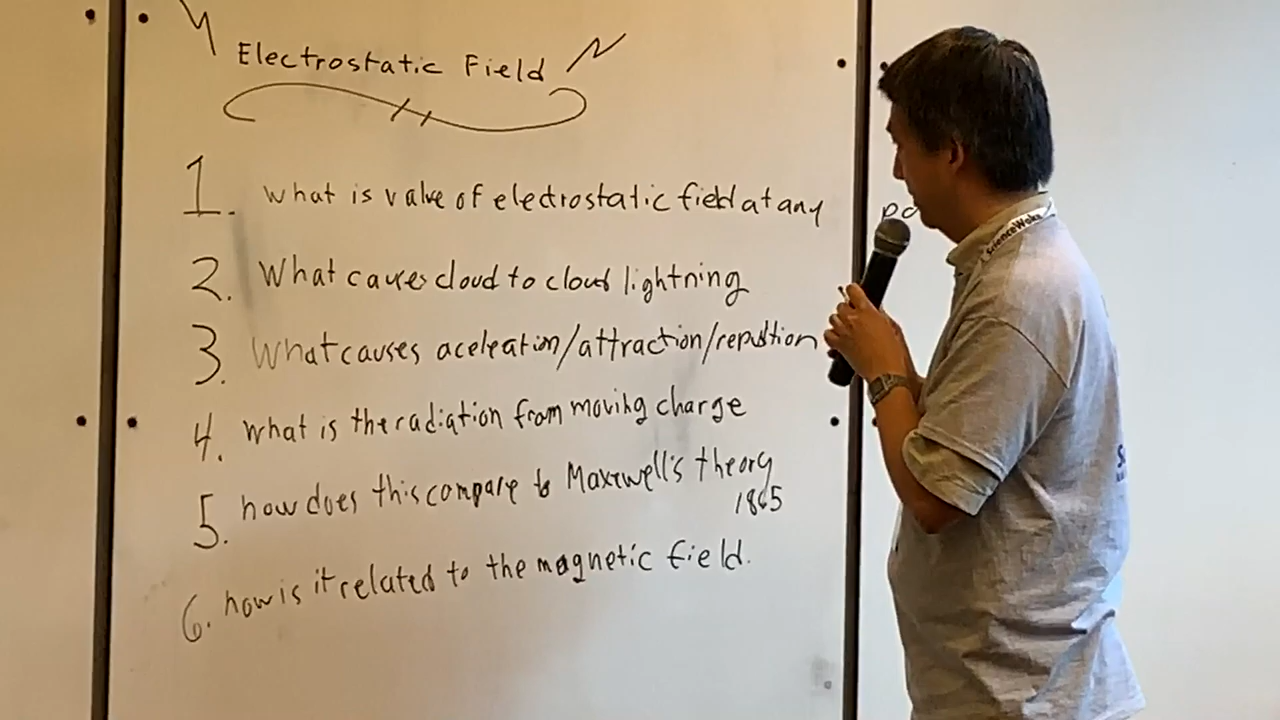 Electrostatic Field
1. What is value of electrostatic field at any
2. What causes cloud to cloud lightning
3. What causes aceleation/attraction/repultion
4. what is the radiation from moving charge
5. how does this compare to Maxwell's theory
1865
6. how is it related to the magnetic field.
ScienceWoks